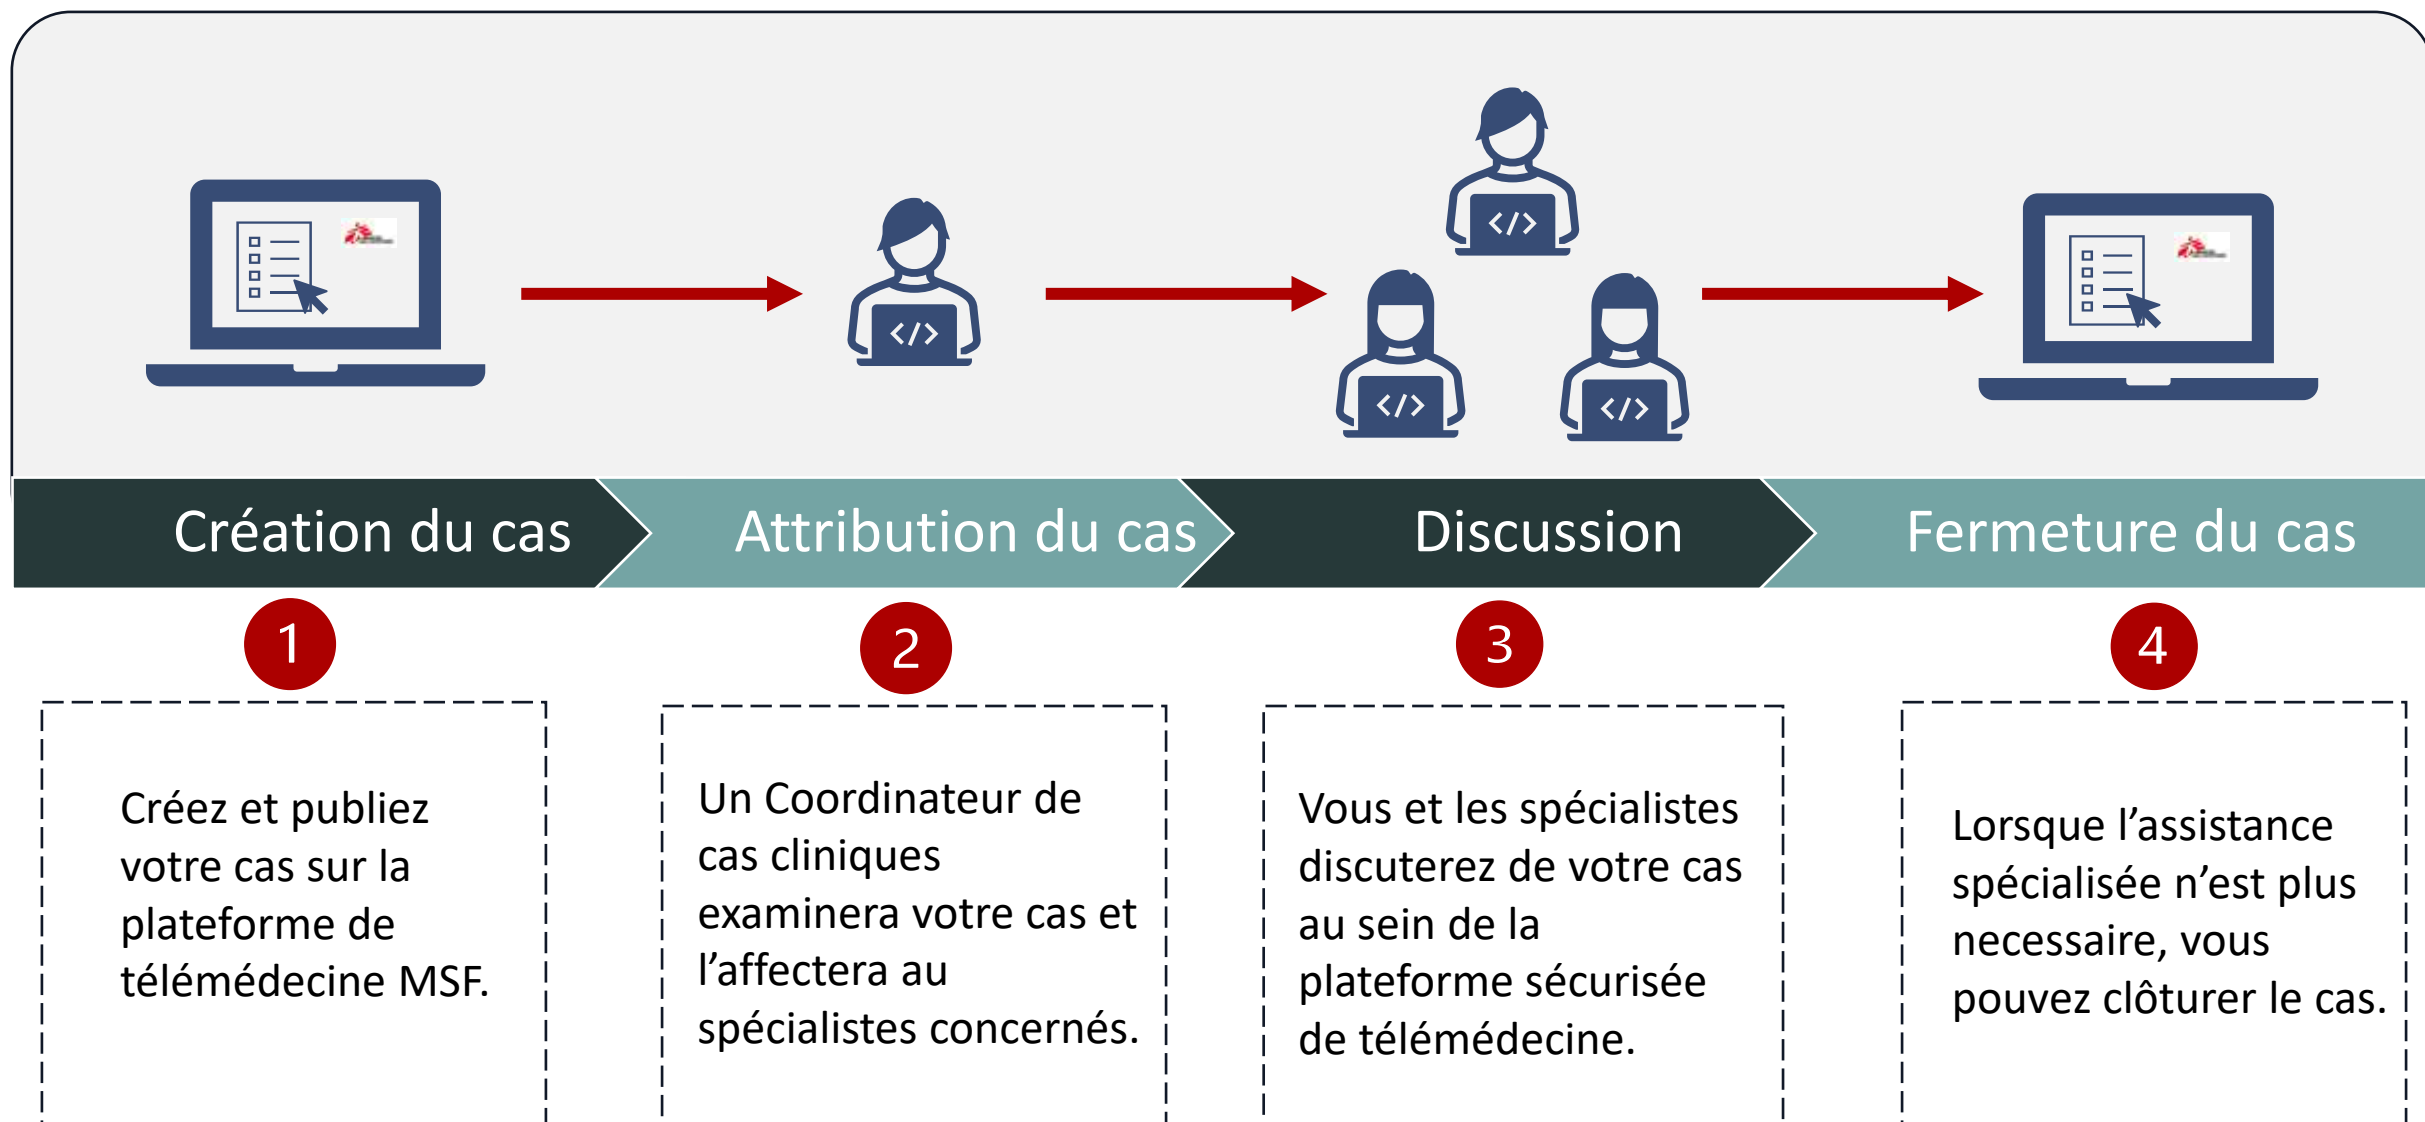 Création du cas
Attribution du cas
Discussion
Fermeture du cas
1
2
3
4
Créez et publiez
votre cas sur la
plateforme de
télémédecine MSF.
Un Coordinateur de
cas cliniques
examinera votre cas et
l’affectera au
spécialistes concernés.
Vous et les spécialistes
discuterez de votre cas
au sein de la
plateforme sécurisée
de télémédecine.
Lorsque l’assistance
spécialisée n’est plus
necessaire, vous
pouvez clôturer le cas.
</>
</>
</>
</>